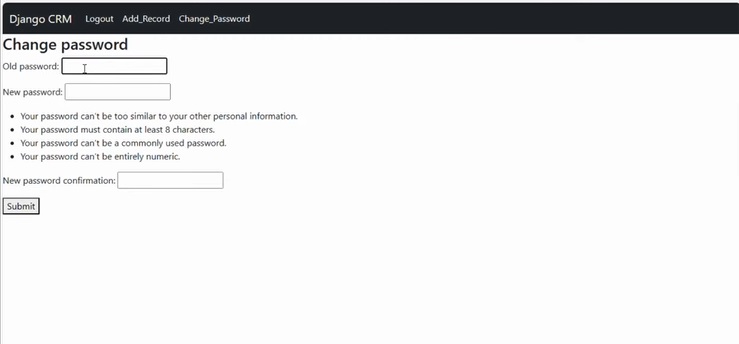 Django CRM Logout Add_Record Change_Password
Change password
Old password:
New password:
• Your password can't be too similar to your other personal information.
• Your password must contain at least 8 characters.
• Your password can't be a commonly used password.
• Your password can't be entirely numeric.
New password confirmation:
Submit